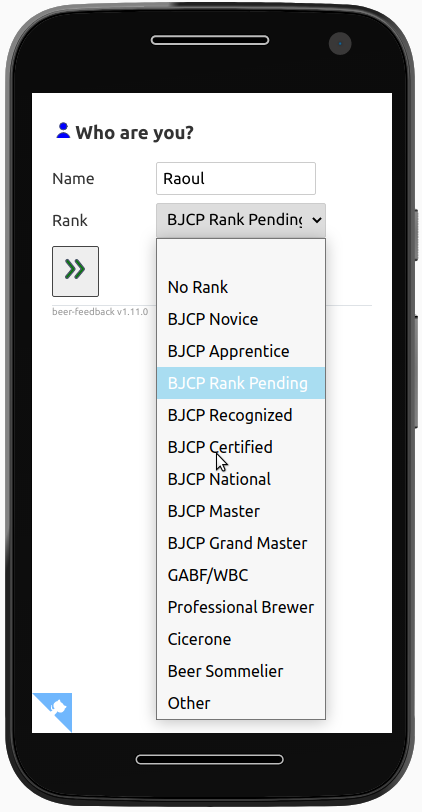 Who are you?
Name Raoul
Rank BJCP Rank Pending
beer-feedback v1.11.0
No Rank
BJCP Novice
BJCP Apprentice
BJCP Rank Pending
BJCP Recognized
BJCP Certified
BJCP National
BJCP Master
BJCP Grand Master
GABF/WBC
Professional Brewer
Cicerone
Beer Sommelier
Other